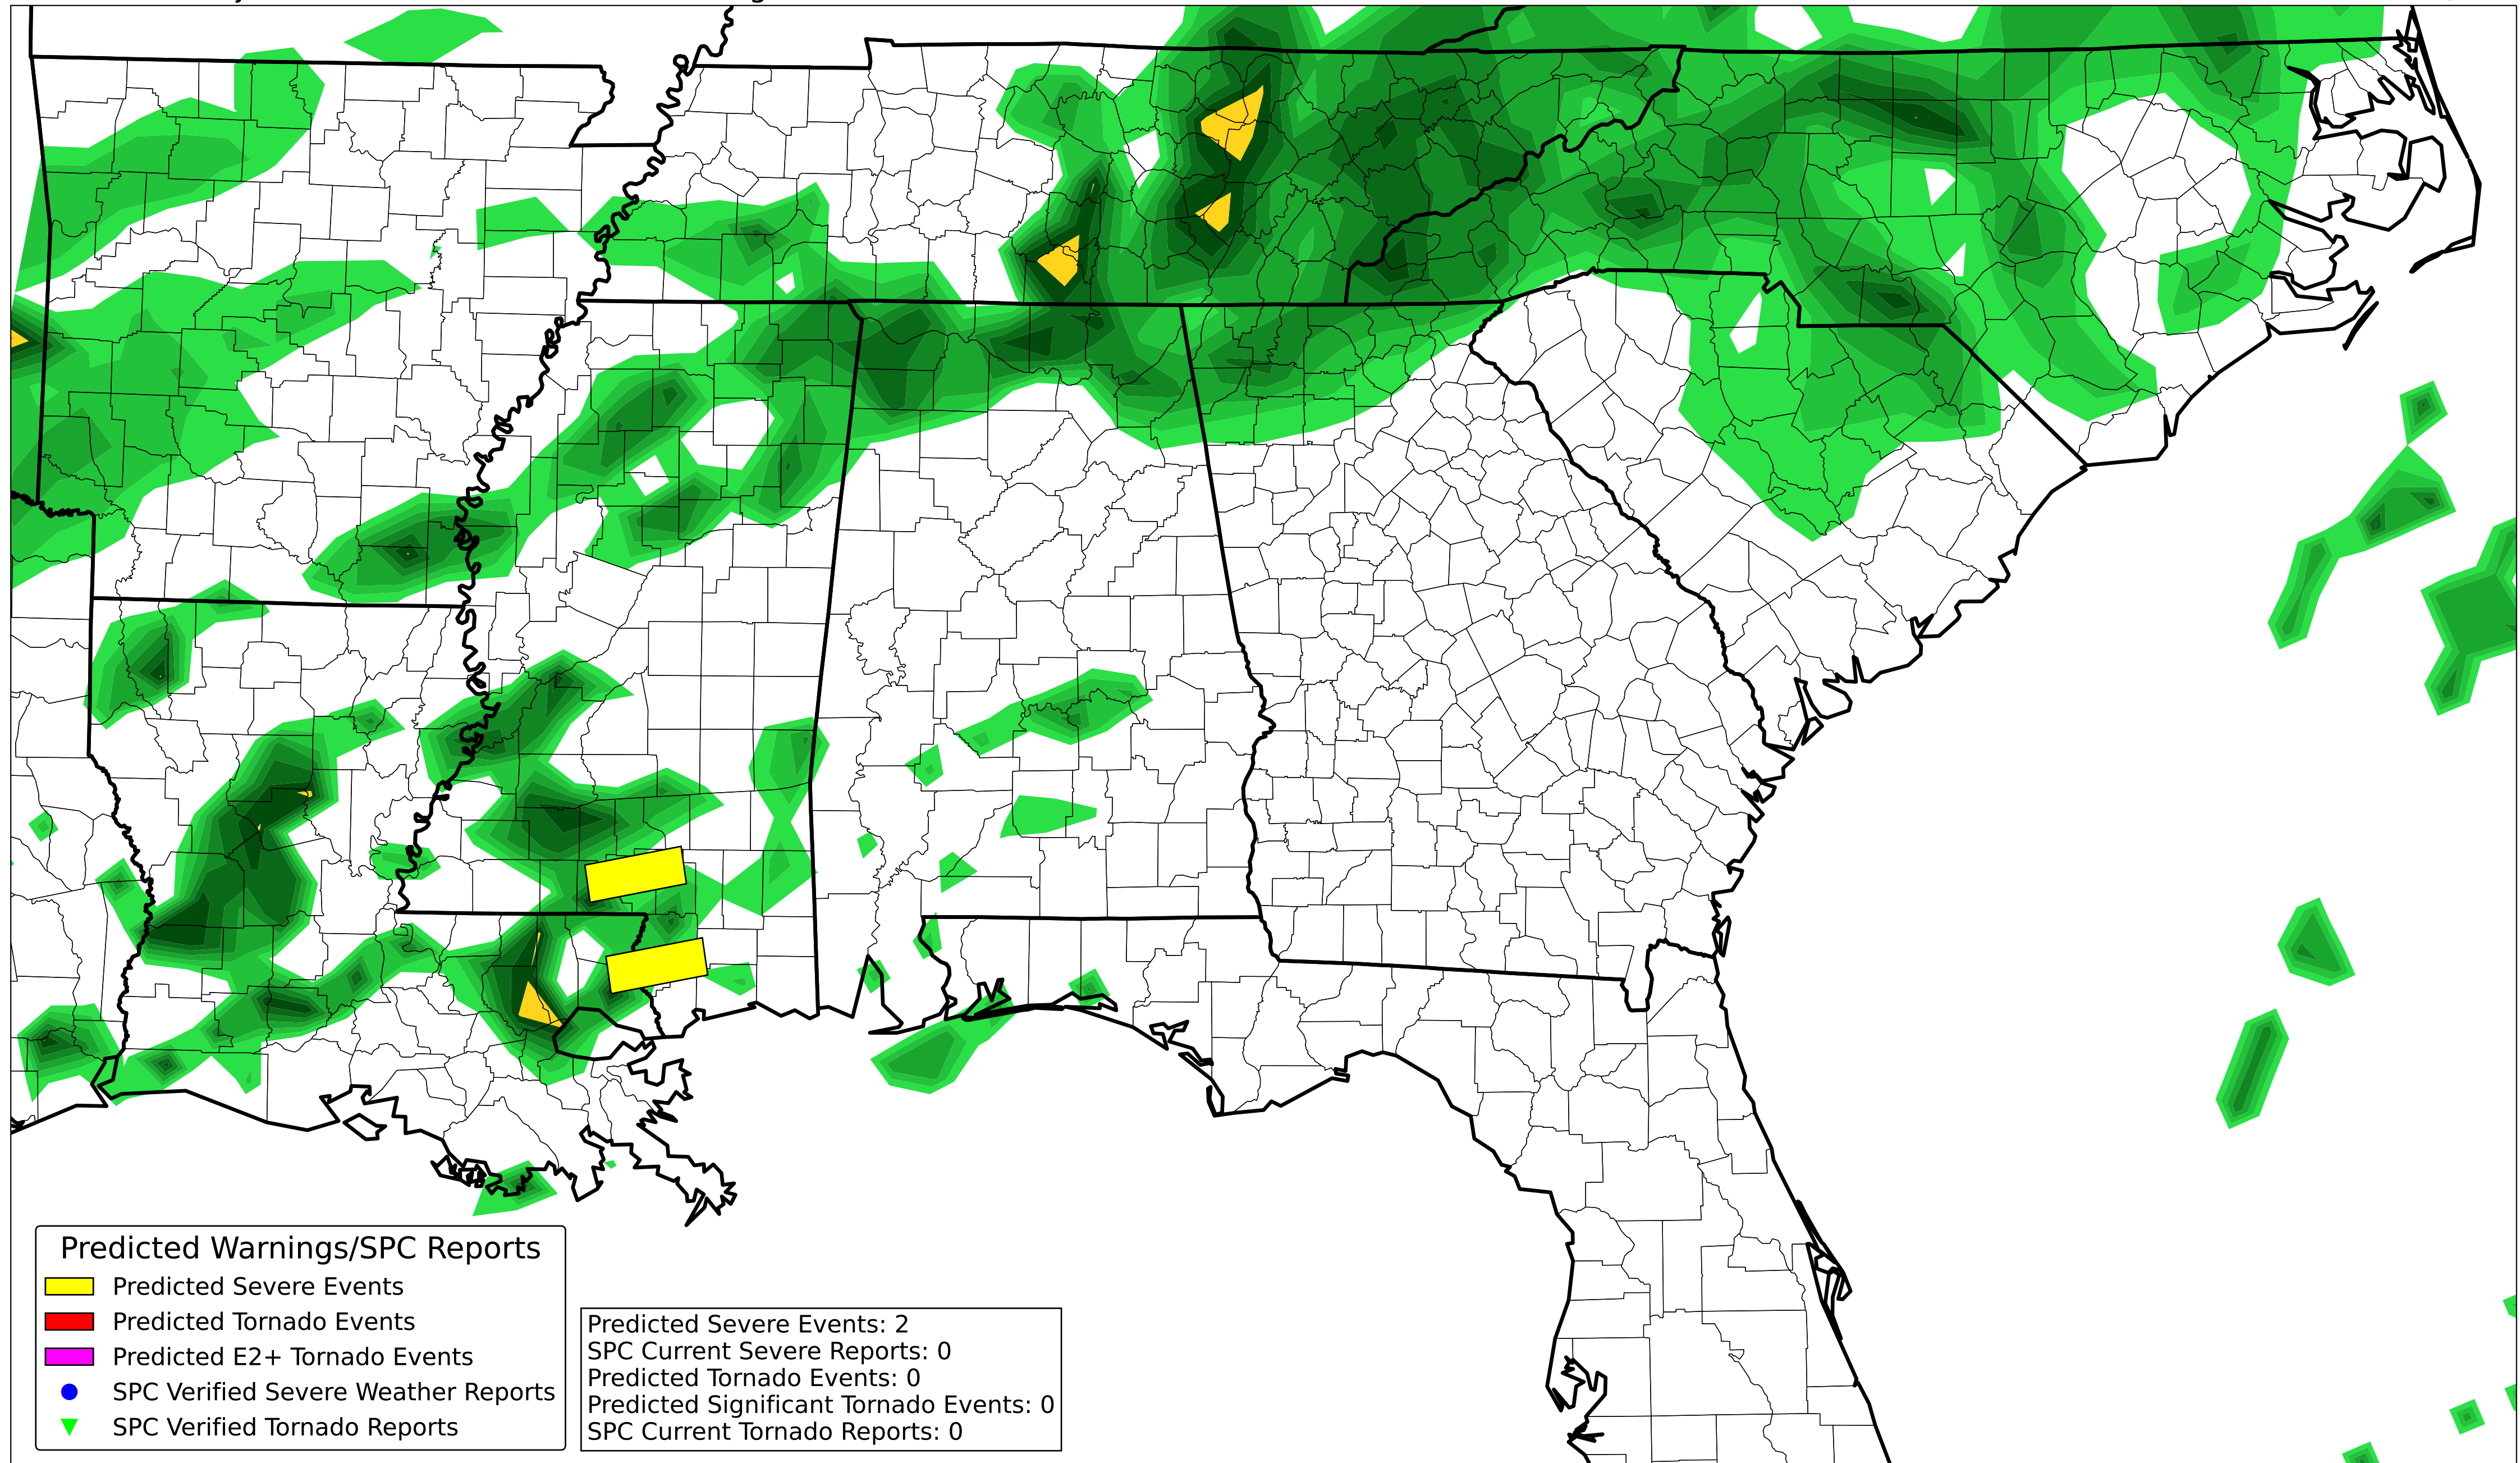 Predicted Warnings/SPC Reports
Predicted Severe Events
Predicted Tornado Events
Predicted E2+ Tornado Events
SPC Verified Severe Weather Reports
SPC Verified Tornado Reports
Predicted Severe Events: 2
SPC Current Severe Reports: 0
Predicted Tornado Events: 0
Predicted Significant Tornado Events: 0
SPC Current Tornado Reports: 0